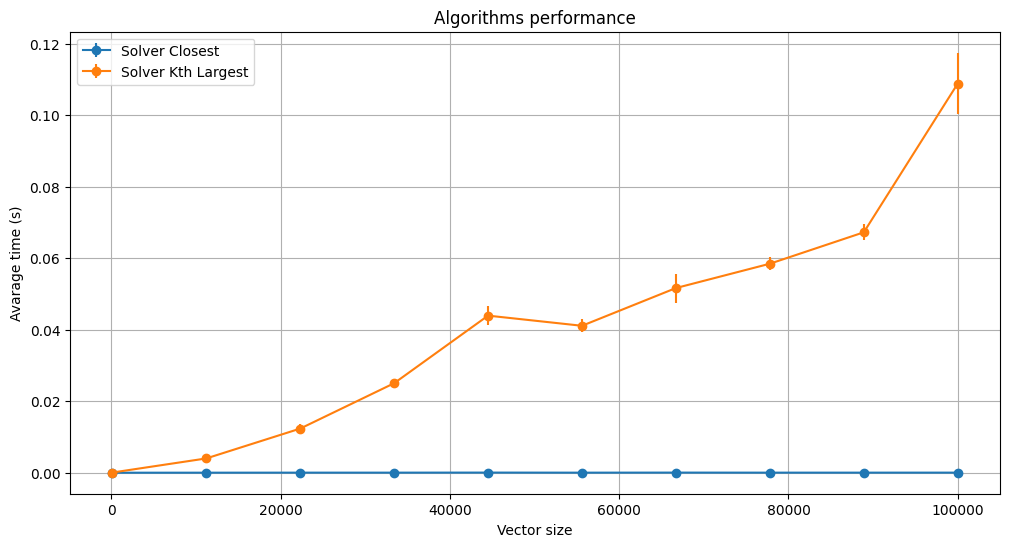 Algorithms performance
Solver Closest
Solver Kth Largest
0.12
0.10
0.08
0.06
0.04
0.02
0.00
Avarage time (s)
0
20000
40000
60000
80000
100000
Vector size